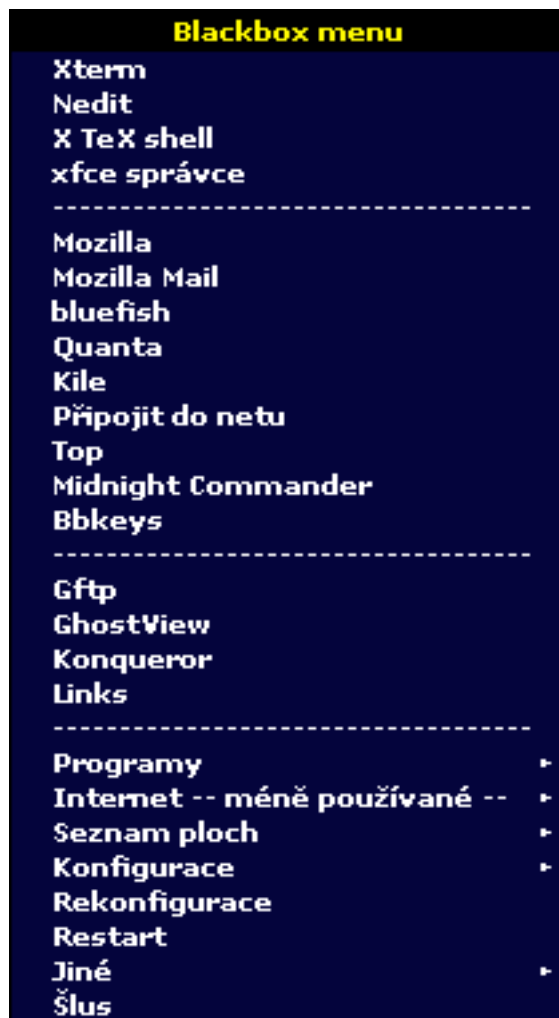 Blackbox menu
Xterm
Nedit
X TeX shell
xfce správce
------------------------------------
Mozilla
Mozilla Mail
bluefish
Quanta
Kile
Připojit do netu
Top
Midnight Commander
Bbkeys
------------------------------------
Gftp
GhostView
Konqueror
Links
------------------------------------
Programy
Internet -- méně používané --
Seznam ploch
Konfigurace
Rekonfigurace
Restart
Jiné
Šlus